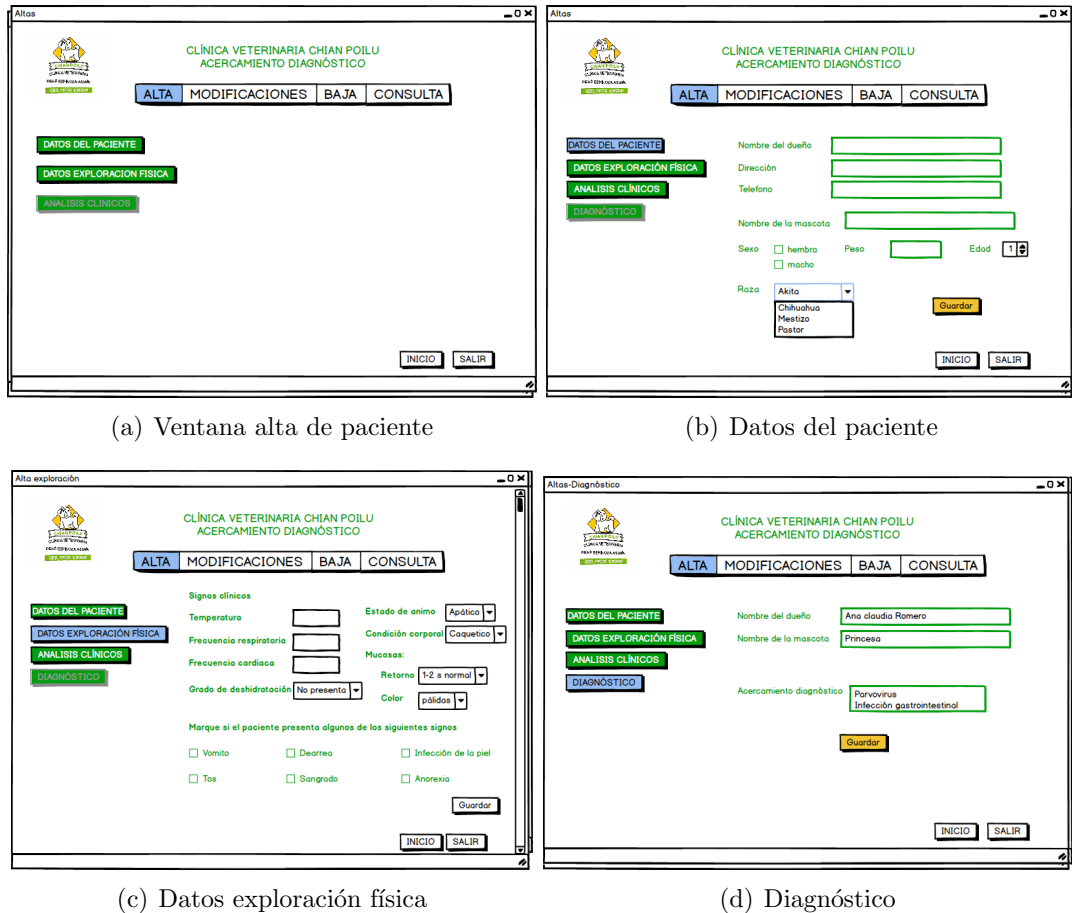 Altas
CHIAN POILU
CLÍNICA VETERINARIA CHIAN POILU
ACERCAMIENTO DIAGNÓSTICO
ALTA MODIFICACIONES BAJA CONSULTA
DATOS DEL PACIENTE
DATOS EXPLORACION FISICA
ANALISIS CLINICOS
INICIO SALIR
(a) Ventana alta de paciente
Altas
CHIAN POILU
CLÍNICA VETERINARIA CHIAN POILU
ACERCAMIENTO DIAGNÓSTICO
ALTA MODIFICACIONES BAJA CONSULTA
DATOS DEL PACIENTE
DATOS EXPLORACIÓN FÍSICA
ANALISIS CLÍNICOS
DIAGNÓSTICO
Nombre del dueño
Dirección
Telefono
Nombre de la mascota
Sexo hembra Peso Edad 1
macho
Raza Akita
Chihuahua
Mestizo
Pastor
Guardar
INICIO SALIR
(b) Datos del paciente
Alta exploración
CHIAN POILU
CLÍNICA VETERINARIA CHIAN POILU
ACERCAMIENTO DIAGNÓSTICO
ALTA MODIFICACIONES BAJA CONSULTA
DATOS DEL PACIENTE
DATOS EXPLORACIÓN FÍSICA
ANALISIS CLÍNICOS
DIAGNÓSTICO
Signos clínicos
Temperatura
Frecuencia respiratoria
Frecuencia cardiaca
Grado de deshidratación No presenta
Estado de animo Apático
Condición corporal Caquetico
Mucosas:
Retorno 1-2 s normal
Color pálidas
Marque si el paciente presenta algunos de los siguientes signos
Vomito Dearrea Infección de la piel
Tos Sangrado Anorexia
Guardar
INICIO SALIR
(c) Datos exploración física
Altas-Diagnóstico
CHIAN POILU
CLÍNICA VETERINARIA CHIAN POILU
ACERCAMIENTO DIAGNÓSTICO
ALTA MODIFICACIONES BAJA CONSULTA
DATOS DEL PACIENTE
DATOS EXPLORACIÓN FÍSICA
ANALISIS CLÍNICOS
DIAGNÓSTICO
Nombre del dueño Ana claudia Romero
Nombre de la mascota Princesa
Acercamiento diagnóstico Parvovirus
Infección gastrointestinal
Guardar
INICIO SALIR
(d) Diagnóstico